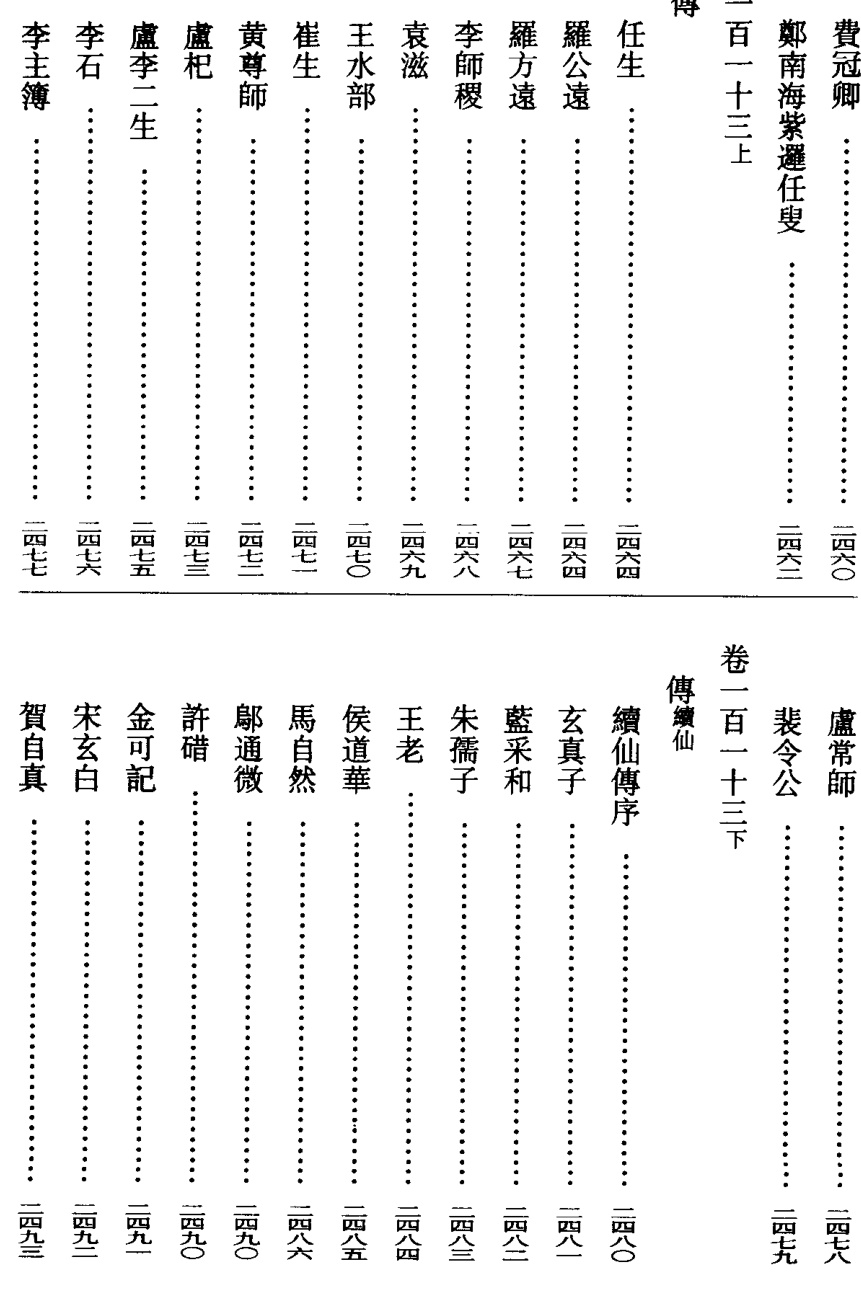 費冠卿……二四六〇
鄭南海紫邏任叟……二四六二
一百一十三上
傳
任生……二四六四
羅公遠……二四六四
羅方遠……二四六七
李師稷……二四六八
袁滋……二四六九
王水部……二四七〇
崔生……二四七一
黄尊師……二四七二
盧杞……二四七三
盧李二生……二四七五
李石……二四七六
李主簿……二四七七
盧常師……二四七八
裴令公……二四七九
卷一百一十三下
傳續仙
續仙傳序……二四八〇
玄真子……二四八一
藍采和……二四八二
朱孺子……二四八三
王老……二四八四
侯道華……二四八五
馬自然……二四八六
鄔通微……二四九〇
許碏……二四九〇
金可記……二四九一
宋玄白……二四九二
賀自真……二四九三